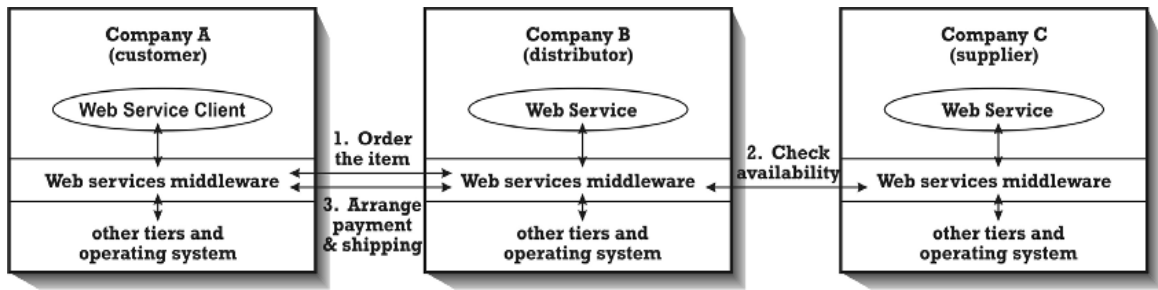 Company A
(customer)
Web Service Client
Web services middleware
other tiers and
operating system
1. Order
the item
3. Arrange
payment
& shipping
Company B
(distributor)
Web Service
Web services middleware
other tiers and
operating system
2. Check
availability
Company C
(supplier)
Web Service
Web services middleware
other tiers and
operating system